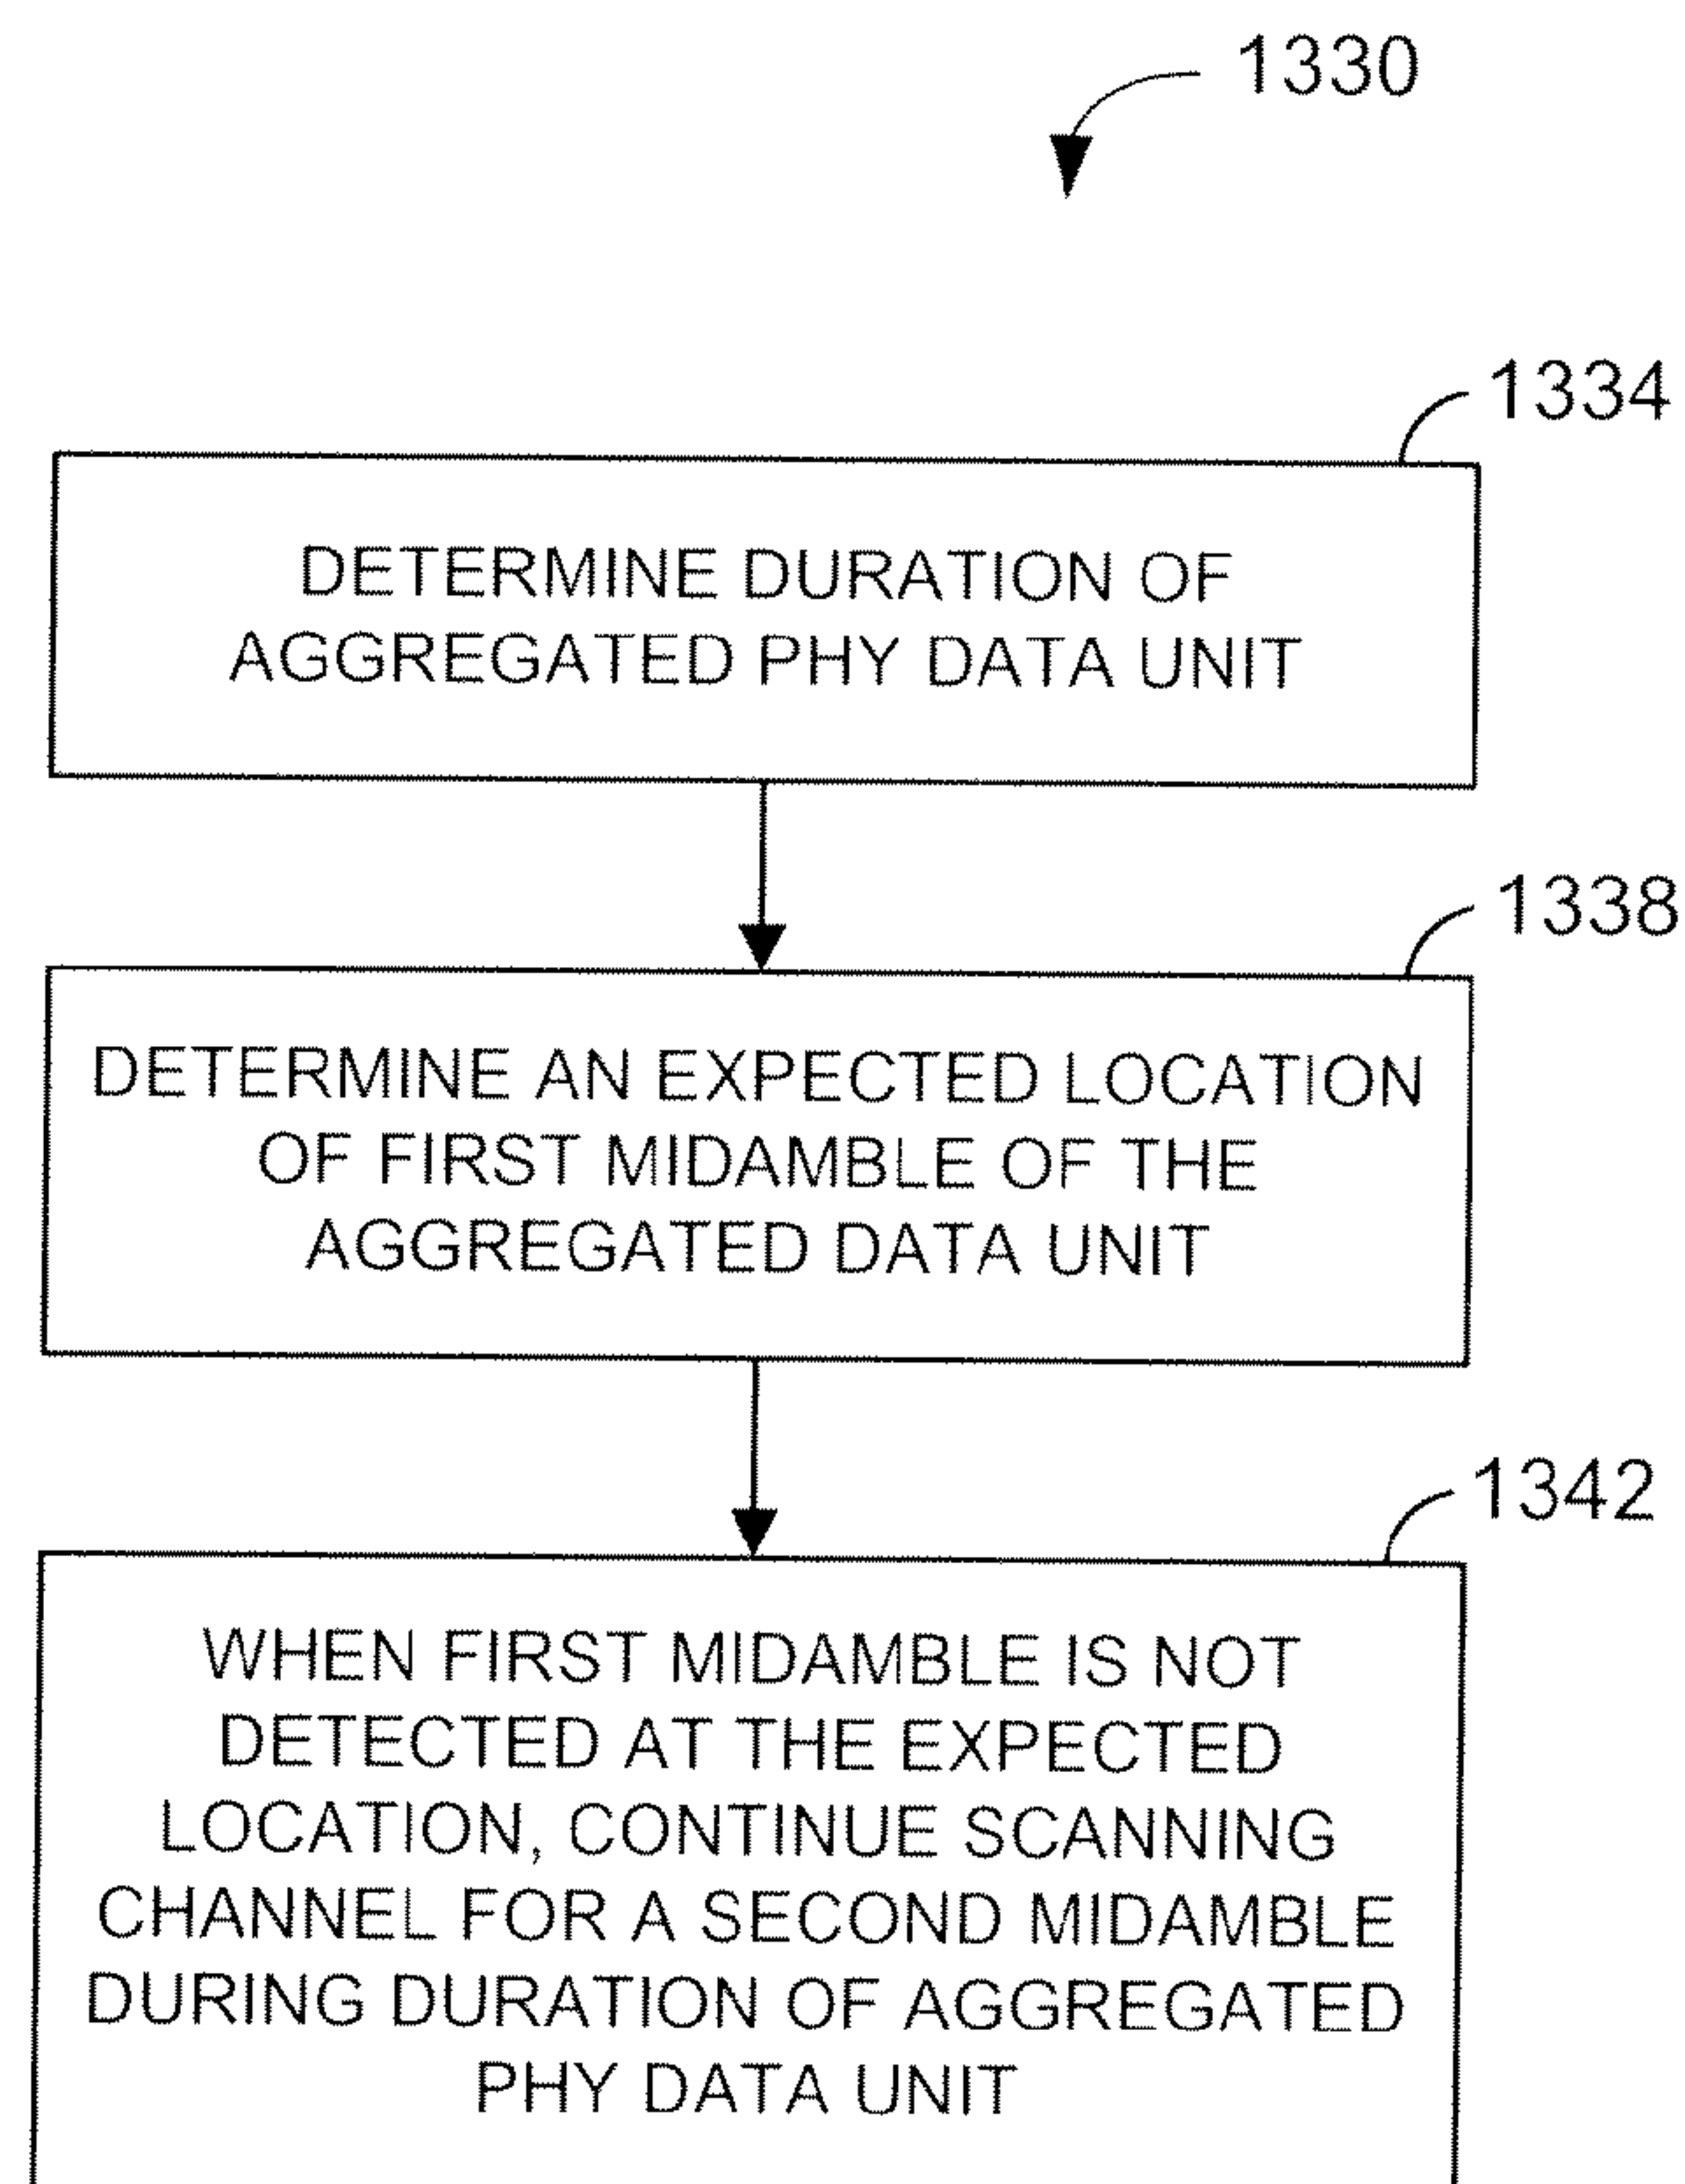 1330
1334
DETERMINE DURATION OF
AGGREGATED PHY DATA UNIT
1338
DETERMINE AN EXPECTED LOCATION
OF FIRST MIDAMBLE OF THE
AGGREGATED DATA UNIT
1342
WHEN FIRST MIDAMBLE IS NOT
DETECTED AT THE EXPECTED
LOCATION, CONTINUE SCANNING
CHANNEL FOR A SECOND MIDAMBLE
DURING DURATION OF AGGREGATED
PHY DATA UNIT